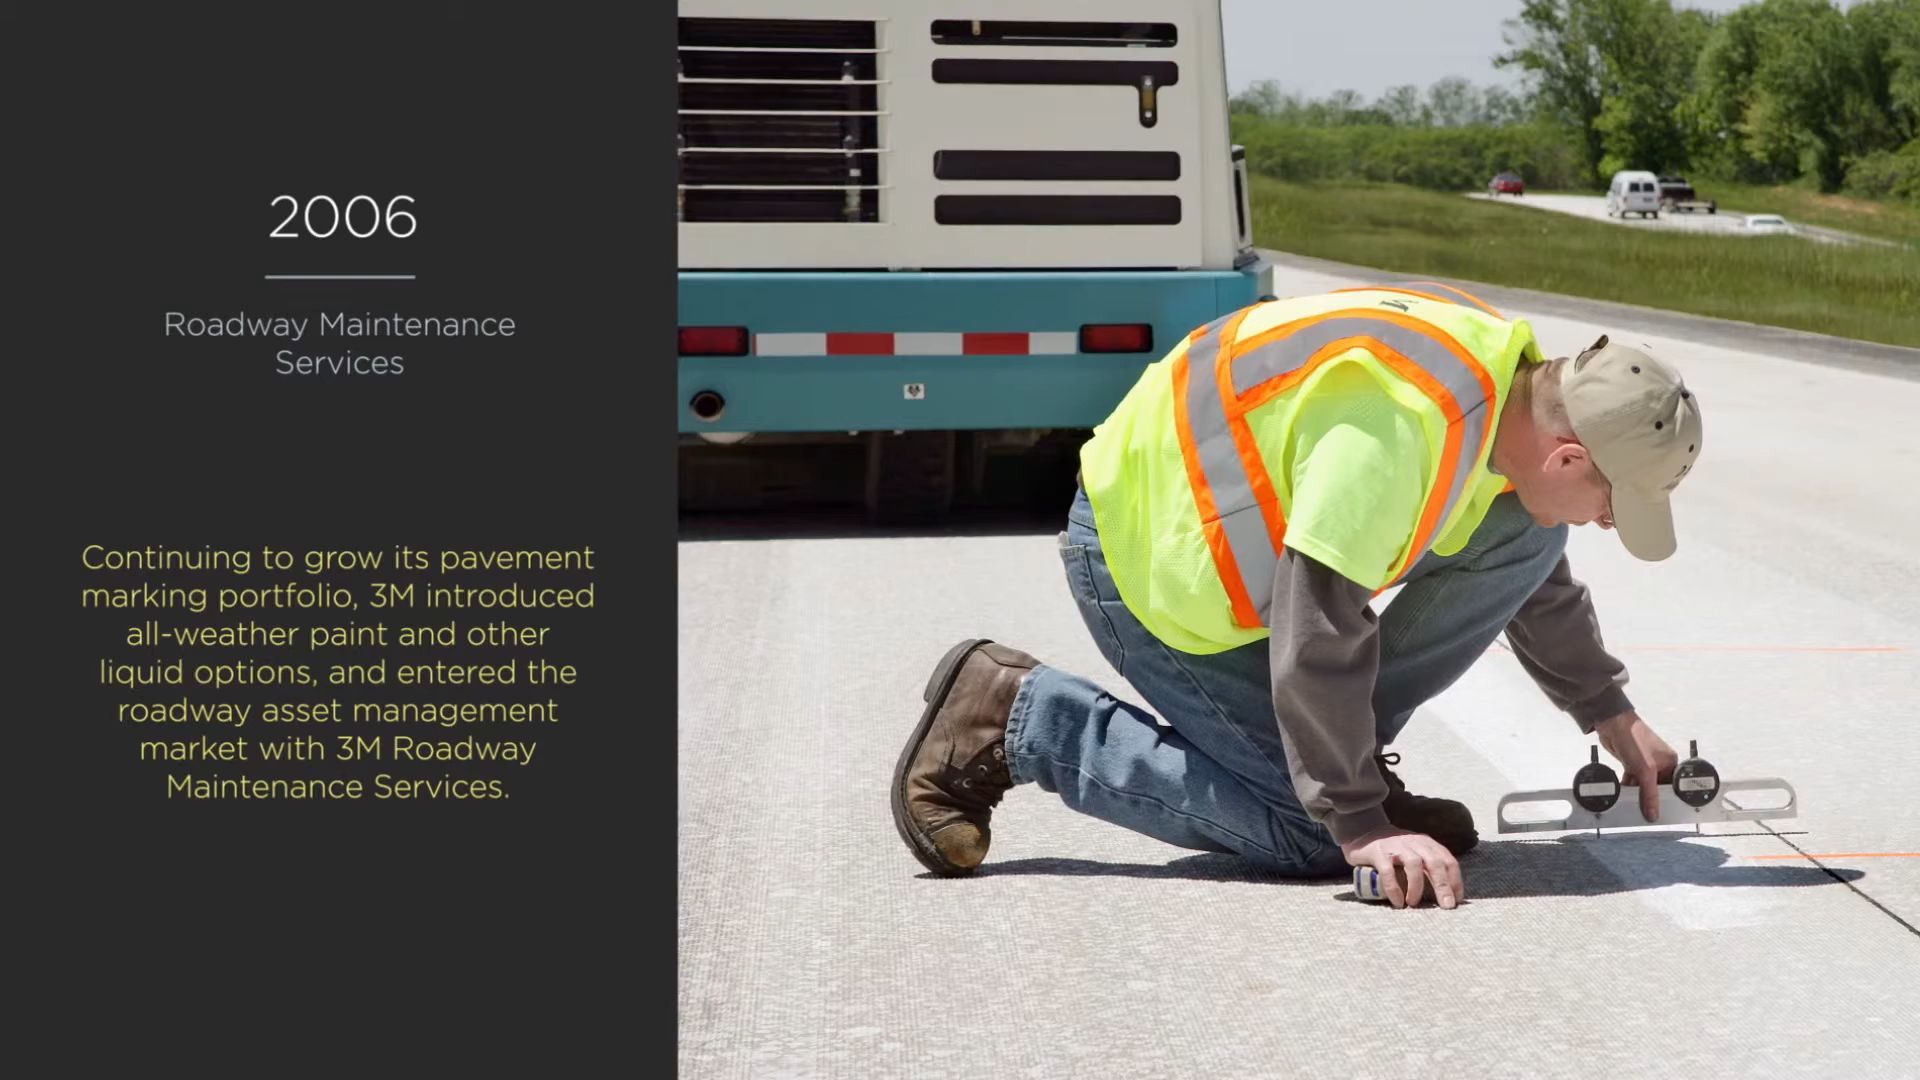 2006
Roadway Maintenance
Services
Continuing to grow its pavement
marking portfolio, 3M introduced
all-weather paint and other
liquid options, and entered the
roadway asset management
market with 3M Roadway
Maintenance Services.